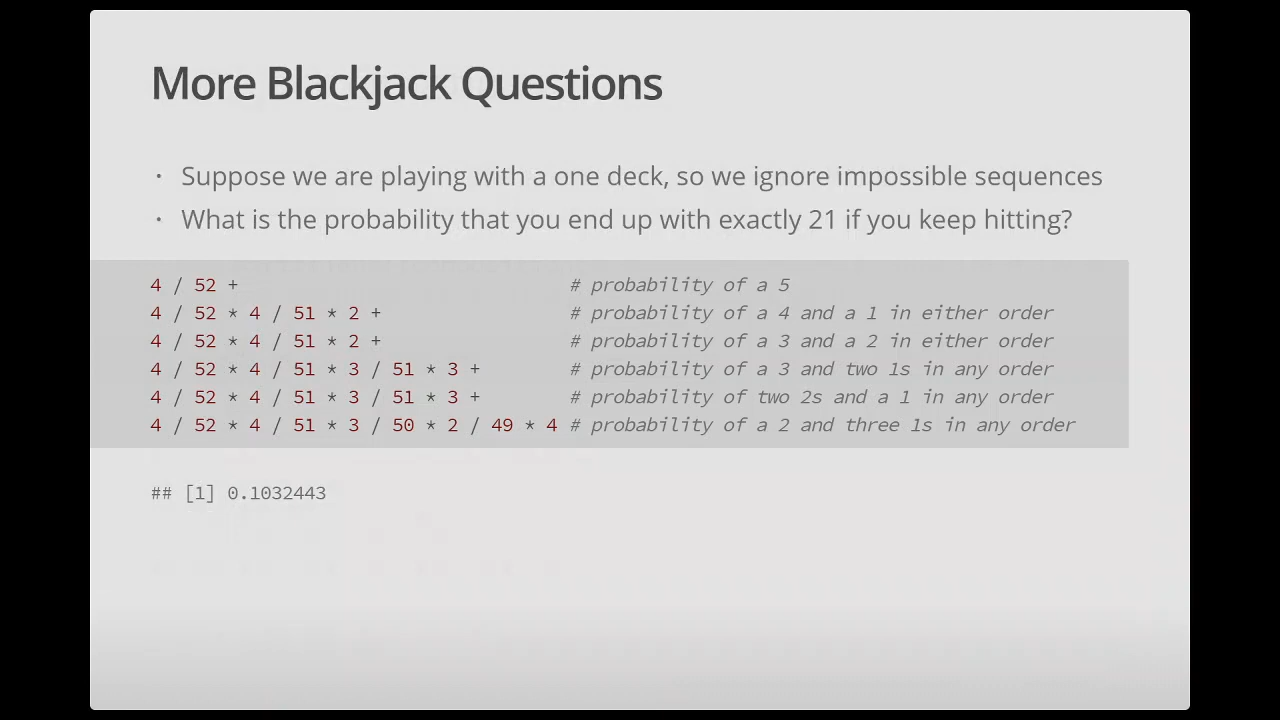 More Blackjack Questions
· Suppose we are playing with a one deck, so we ignore impossible sequences
· What is the probability that you end up with exactly 21 if you keep hitting?
4 / 52 + # probability of a 5
4 / 52 * 4 / 51 * 2 + # probability of a 4 and a 1 in either order
4 / 52 * 4 / 51 * 2 + # probability of a 3 and a 2 in either order
4 / 52 * 4 / 51 * 3 / 51 * 3 + # probability of a 3 and two 1s in any order
4 / 52 * 4 / 51 * 3 / 51 * 3 + # probability of two 2s and a 1 in any order
4 / 52 * 4 / 51 * 3 / 50 * 2 / 49 * 4 # probability of a 2 and three 1s in any order
## [1] 0.1032443